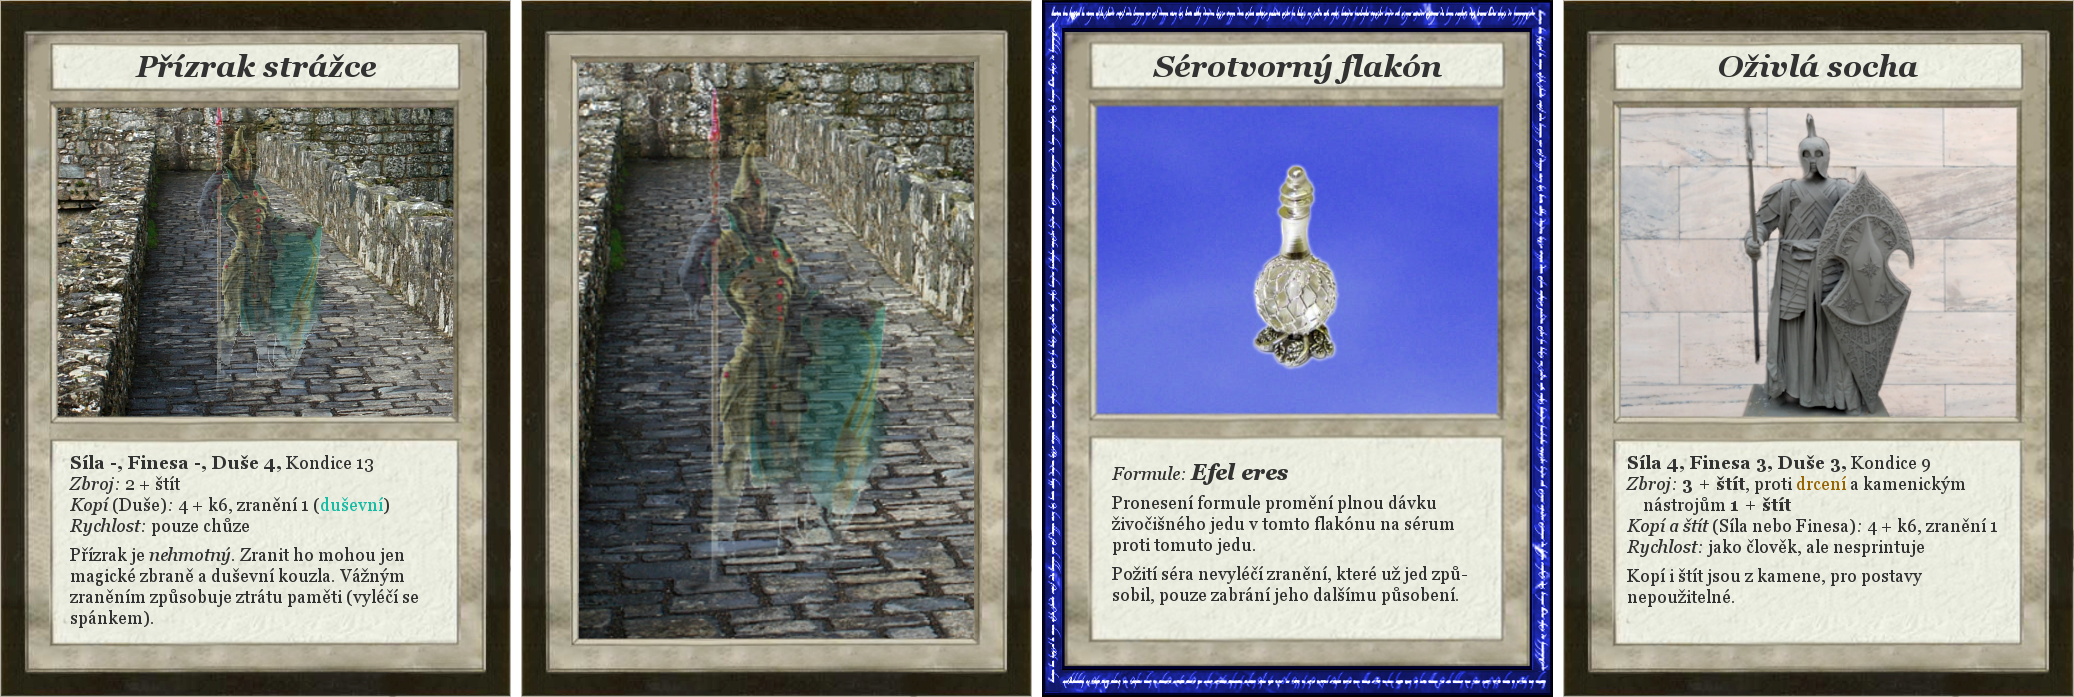 Přízrak strážce
Síla -, Finesa -, Duše 4, Kondice 13
Zbroj: 2 + štít
Kopí (Duše): 4 + k6, zranění 1 (duševní)
Rychlost: pouze chůze
Přízrak je nehmotný. Zranit ho mohou jen
magické zbraně a duševní kouzla. Vážným
zraněním způsobuje ztrátu paměti (vyléčí se
spánkem).
Sérotvorný flakón
Formule: Efel eres
Pronesení formule promění plnou dávku
živočišného jedu v tomto flakónu na sérum
proti tomuto jedu.
Požití séra nevyléčí zranění, které už jed způ-
sobil, pouze zabrání jeho dalšímu působení.
Oživlá socha
Síla 4, Finesa 3, Duše 3, Kondice 9
Zbroj: 3 + štít, proti drcení a kamenickým
nástrojům 1 + štít
Kopí a štít (Síla nebo Finesa): 4 + k6, zranění 1
Rychlost: jako člověk, ale nesprintuje
Kopí i štít jsou z kamene, pro postavy
nepoužitelné.